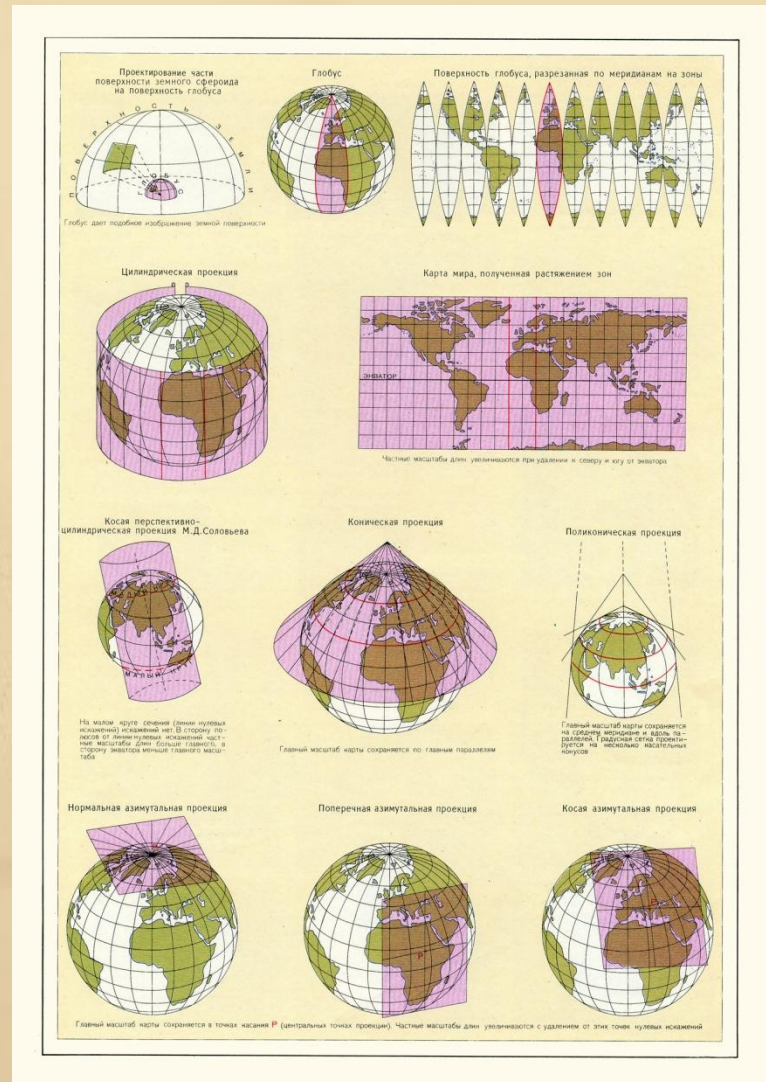 Проектирование части
поверхности земного сфероида
на поверхность глобуса
Глобус
Поверхность глобуса, разрезанная по меридианам на зоны
ПОВЕРХНОСТЬ ЗЕМЛИ
ГЛОБУС
Глобус дает подобное изображение земной поверхности
Цилиндрическая проекция
Карта мира, полученная растяжением зон
ЭКВАТОР
Частные масштабы длин увеличиваются при удалении к северу и югу от экватора
Косая перспективно-
цилиндрическая проекция М.Д.Соловьева
Коническая проекция
Поликоническая проекция
МАЛЫЙ
МАЛЫЙ КРУГ
На малом круге сечения (линии нулевых
искажений) искажений нет. В сторону по-
люсов от линии нулевых искажений част-
ные масштабы длин больше главного, в
сторону экватора меньше главного масш-
таба
Главный масштаб карты сохраняется по главным параллелям
Главный масштаб карты сохраняется
на среднем меридиане и вдоль па-
раллелей. Градусная сетка проекти-
руется на несколько касательных
конусов
Нормальная азимутальная проекция
Поперечная азимутальная проекция
Косая азимутальная проекция
P
P
Главный масштаб карты сохраняется в точках касания P (центральных точках проекции). Частные масштабы длин увеличиваются с удалением от этих точек нулевых искажений